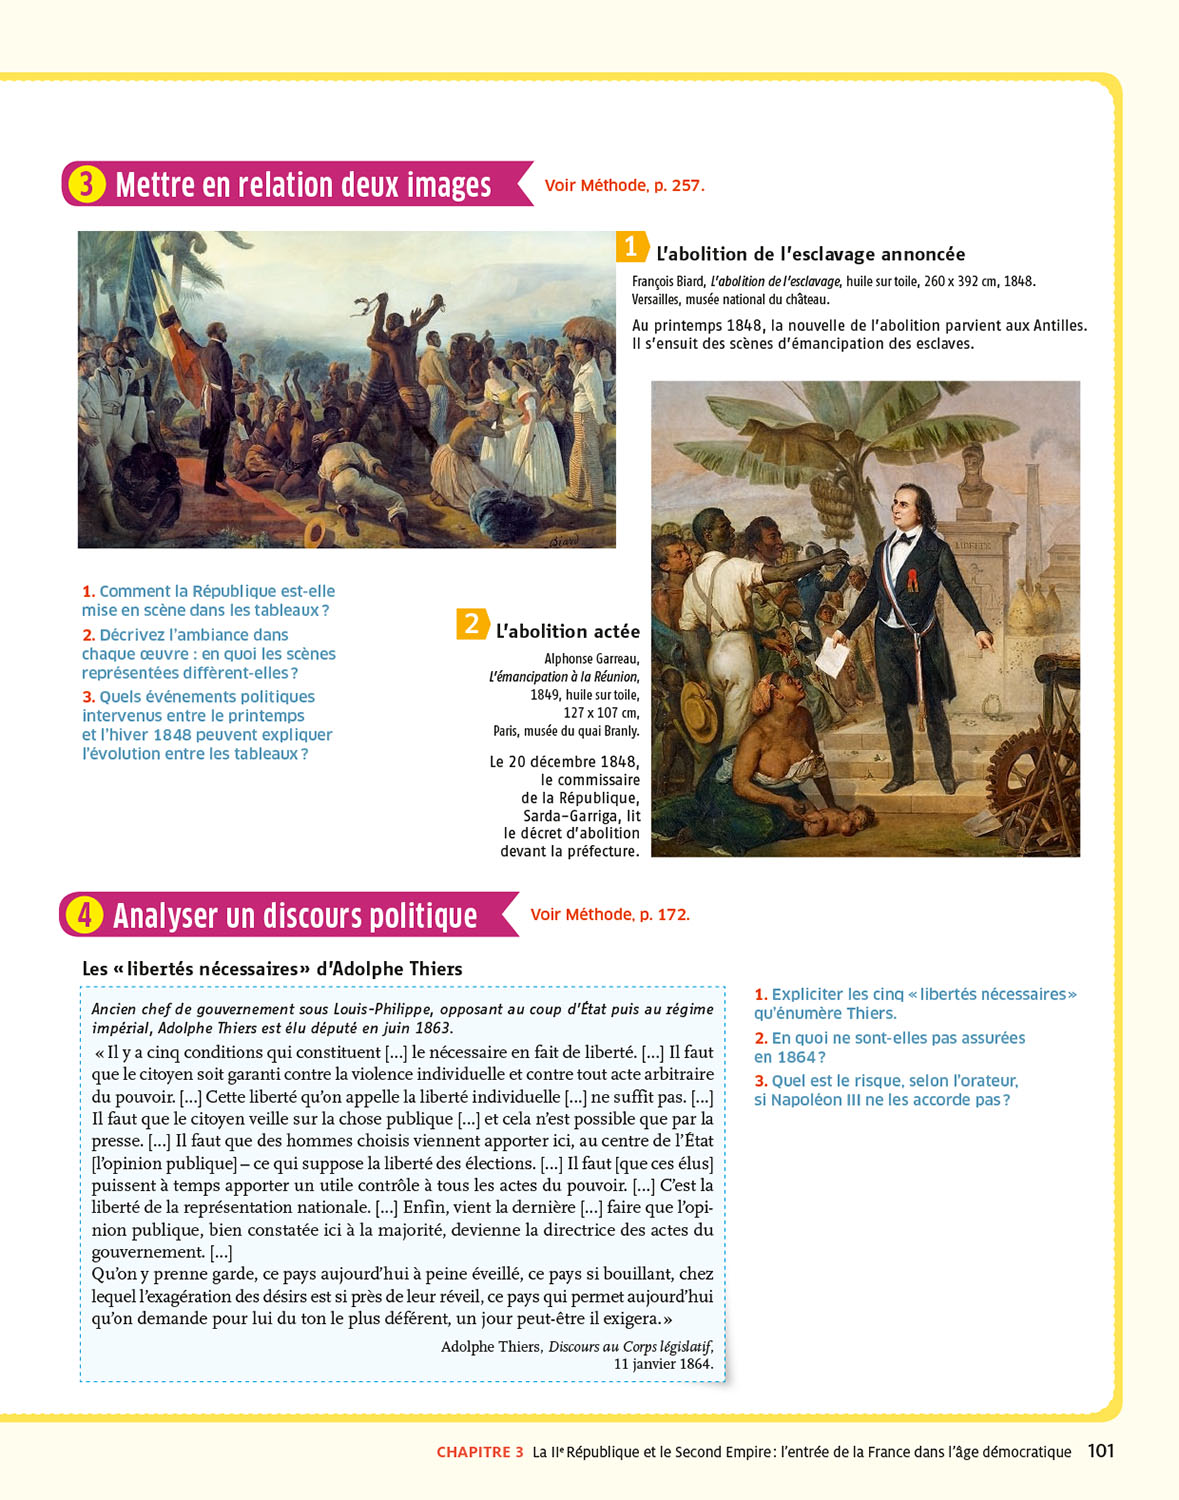 3 Mettre en relation deux images
Voir Méthode, p. 257.
1 L'abolition de l'esclavage annoncée
François Biard, L'abolition de l'esclavage, huile sur toile, 260 x 392 cm, 1848.
Versailles, musée national du château.
Au printemps 1848, la nouvelle de l'abolition parvient aux Antilles.
Il s'ensuit des scènes d'émancipation des esclaves.
Biard
LIBERTÉ
1. Comment la République est-elle
mise en scène dans les tableaux ?
2. Décrivez l'ambiance dans
chaque œuvre : en quoi les scènes
représentées diffèrent-elles ?
3. Quels événements politiques
intervenus entre le printemps
et l'hiver 1848 peuvent expliquer
l'évolution entre les tableaux ?
2 L'abolition actée
Alphonse Garreau,
L'émancipation à la Réunion,
1849, huile sur toile,
127 x 107 cm,
Paris, musée du quai Branly.
Le 20 décembre 1848,
le commissaire
de la République,
Sarda-Garriga, lit
le décret d'abolition
devant la préfecture.
4 Analyser un discours politique
Voir Méthode, p. 172.
Les « libertés nécessaires » d'Adolphe Thiers
Ancien chef de gouvernement sous Louis-Philippe, opposant au coup d'État puis au régime
impérial, Adolphe Thiers est élu député en juin 1863.
« Il y a cinq conditions qui constituent [...] le nécessaire en fait de liberté. [...] Il faut
que le citoyen soit garanti contre la violence individuelle et contre tout acte arbitraire
du pouvoir. [...] Cette liberté qu'on appelle la liberté individuelle [...] ne suffit pas. [...]
Il faut que le citoyen veille sur la chose publique [...] et cela n'est possible que par la
presse. [...] Il faut que des hommes choisis viennent apporter ici, au centre de l'État
[l'opinion publique] – ce qui suppose la liberté des élections. [...] Il faut [que ces élus]
puissent à temps apporter un utile contrôle à tous les actes du pouvoir. [...] C'est la
liberté de la représentation nationale. [...] Enfin, vient la dernière [...] faire que l'opi-
nion publique, bien constatée ici à la majorité, devienne la directrice des actes du
gouvernement. [...]
Qu'on y prenne garde, ce pays aujourd'hui à peine éveillé, ce pays si bouillant, chez
lequel l'exagération des désirs est si près de leur réveil, ce pays qui permet aujourd'hui
qu'on demande pour lui du ton le plus déférent, un jour peut-être il exigera. »
Adolphe Thiers, Discours au Corps législatif,
11 janvier 1864.
1. Expliciter les cinq « libertés nécessaires »
qu'énumère Thiers.
2. En quoi ne sont-elles pas assurées
en 1864 ?
3. Quel est le risque, selon l'orateur,
si Napoléon III ne les accorde pas ?
CHAPITRE 3 La IIe République et le Second Empire : l'entrée de la France dans l'âge démocratique 101